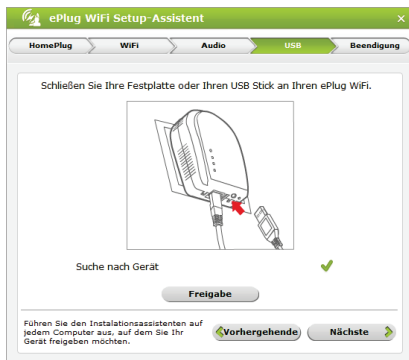 ePlug WiFi Setup-Assistent
HomePlug WiFi Audio USB Beendigung
Schließen Sie Ihre Festplatte oder Ihren USB Stick an Ihren ePlug WiFi.
Suche nach Gerät
Freigabe
Führen Sie den Instalationsassistenten auf
jedem Computer aus, auf dem Sie Ihr
Gerät freigeben möchten.
Vorhergehende Nächste